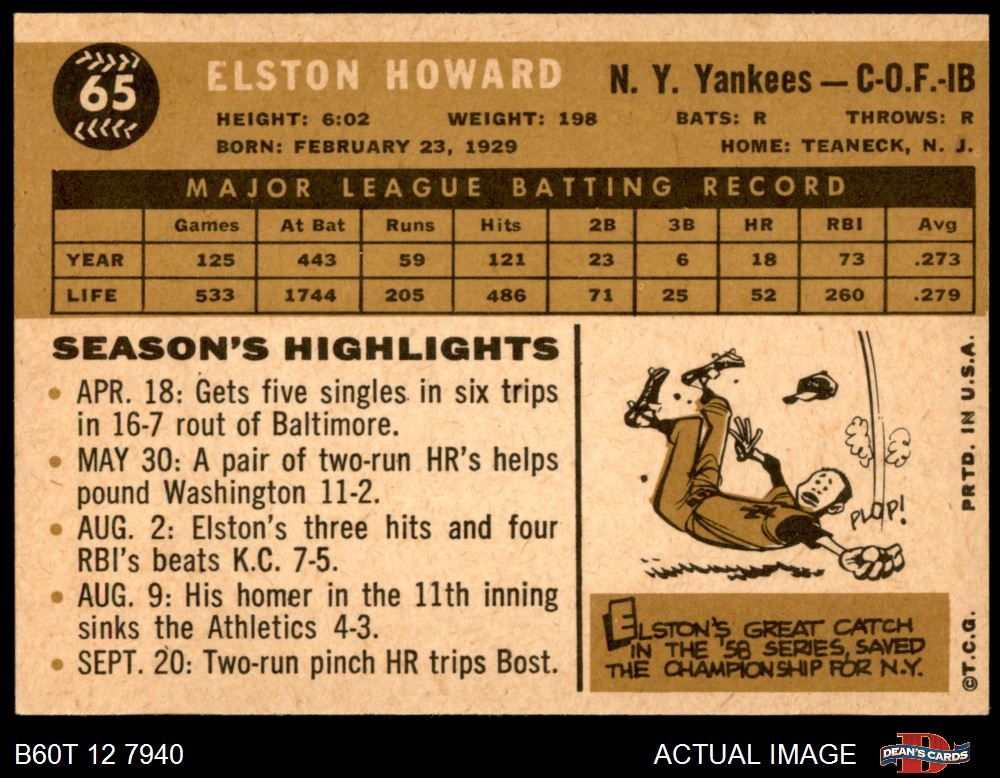 65
ELSTON HOWARD
N. Y. Yankees — C-O.F.-IB
HEIGHT: 6:02 WEIGHT: 198 BATS: R THROWS: R
BORN: FEBRUARY 23, 1929 HOME: TEANECK, N. J.
MAJOR LEAGUE BATTING RECORD
Games At Bat Runs Hits 2B 3B HR RBI Avg
YEAR 125 443 59 121 23 6 18 73 .273
LIFE 533 1744 205 486 71 25 52 260 .279
SEASON'S HIGHLIGHTS
• APR. 18: Gets five singles in six trips
in 16-7 rout of Baltimore.
• MAY 30: A pair of two-run HR's helps
pound Washington 11-2.
• AUG. 2: Elston's three hits and four
RBI's beats K.C. 7-5.
• AUG. 9: His homer in the 11th inning
sinks the Athletics 4-3.
• SEPT. 20: Two-run pinch HR trips Bost.
PLOP!
ELSTON'S GREAT CATCH
IN THE '58 SERIES, SAVED
THE CHAMPIONSHIP FOR N.Y.
PRTD. IN U.S.A.
©T.C.G.
B60T 12 7940
ACTUAL IMAGE
DEAN'S CARDS